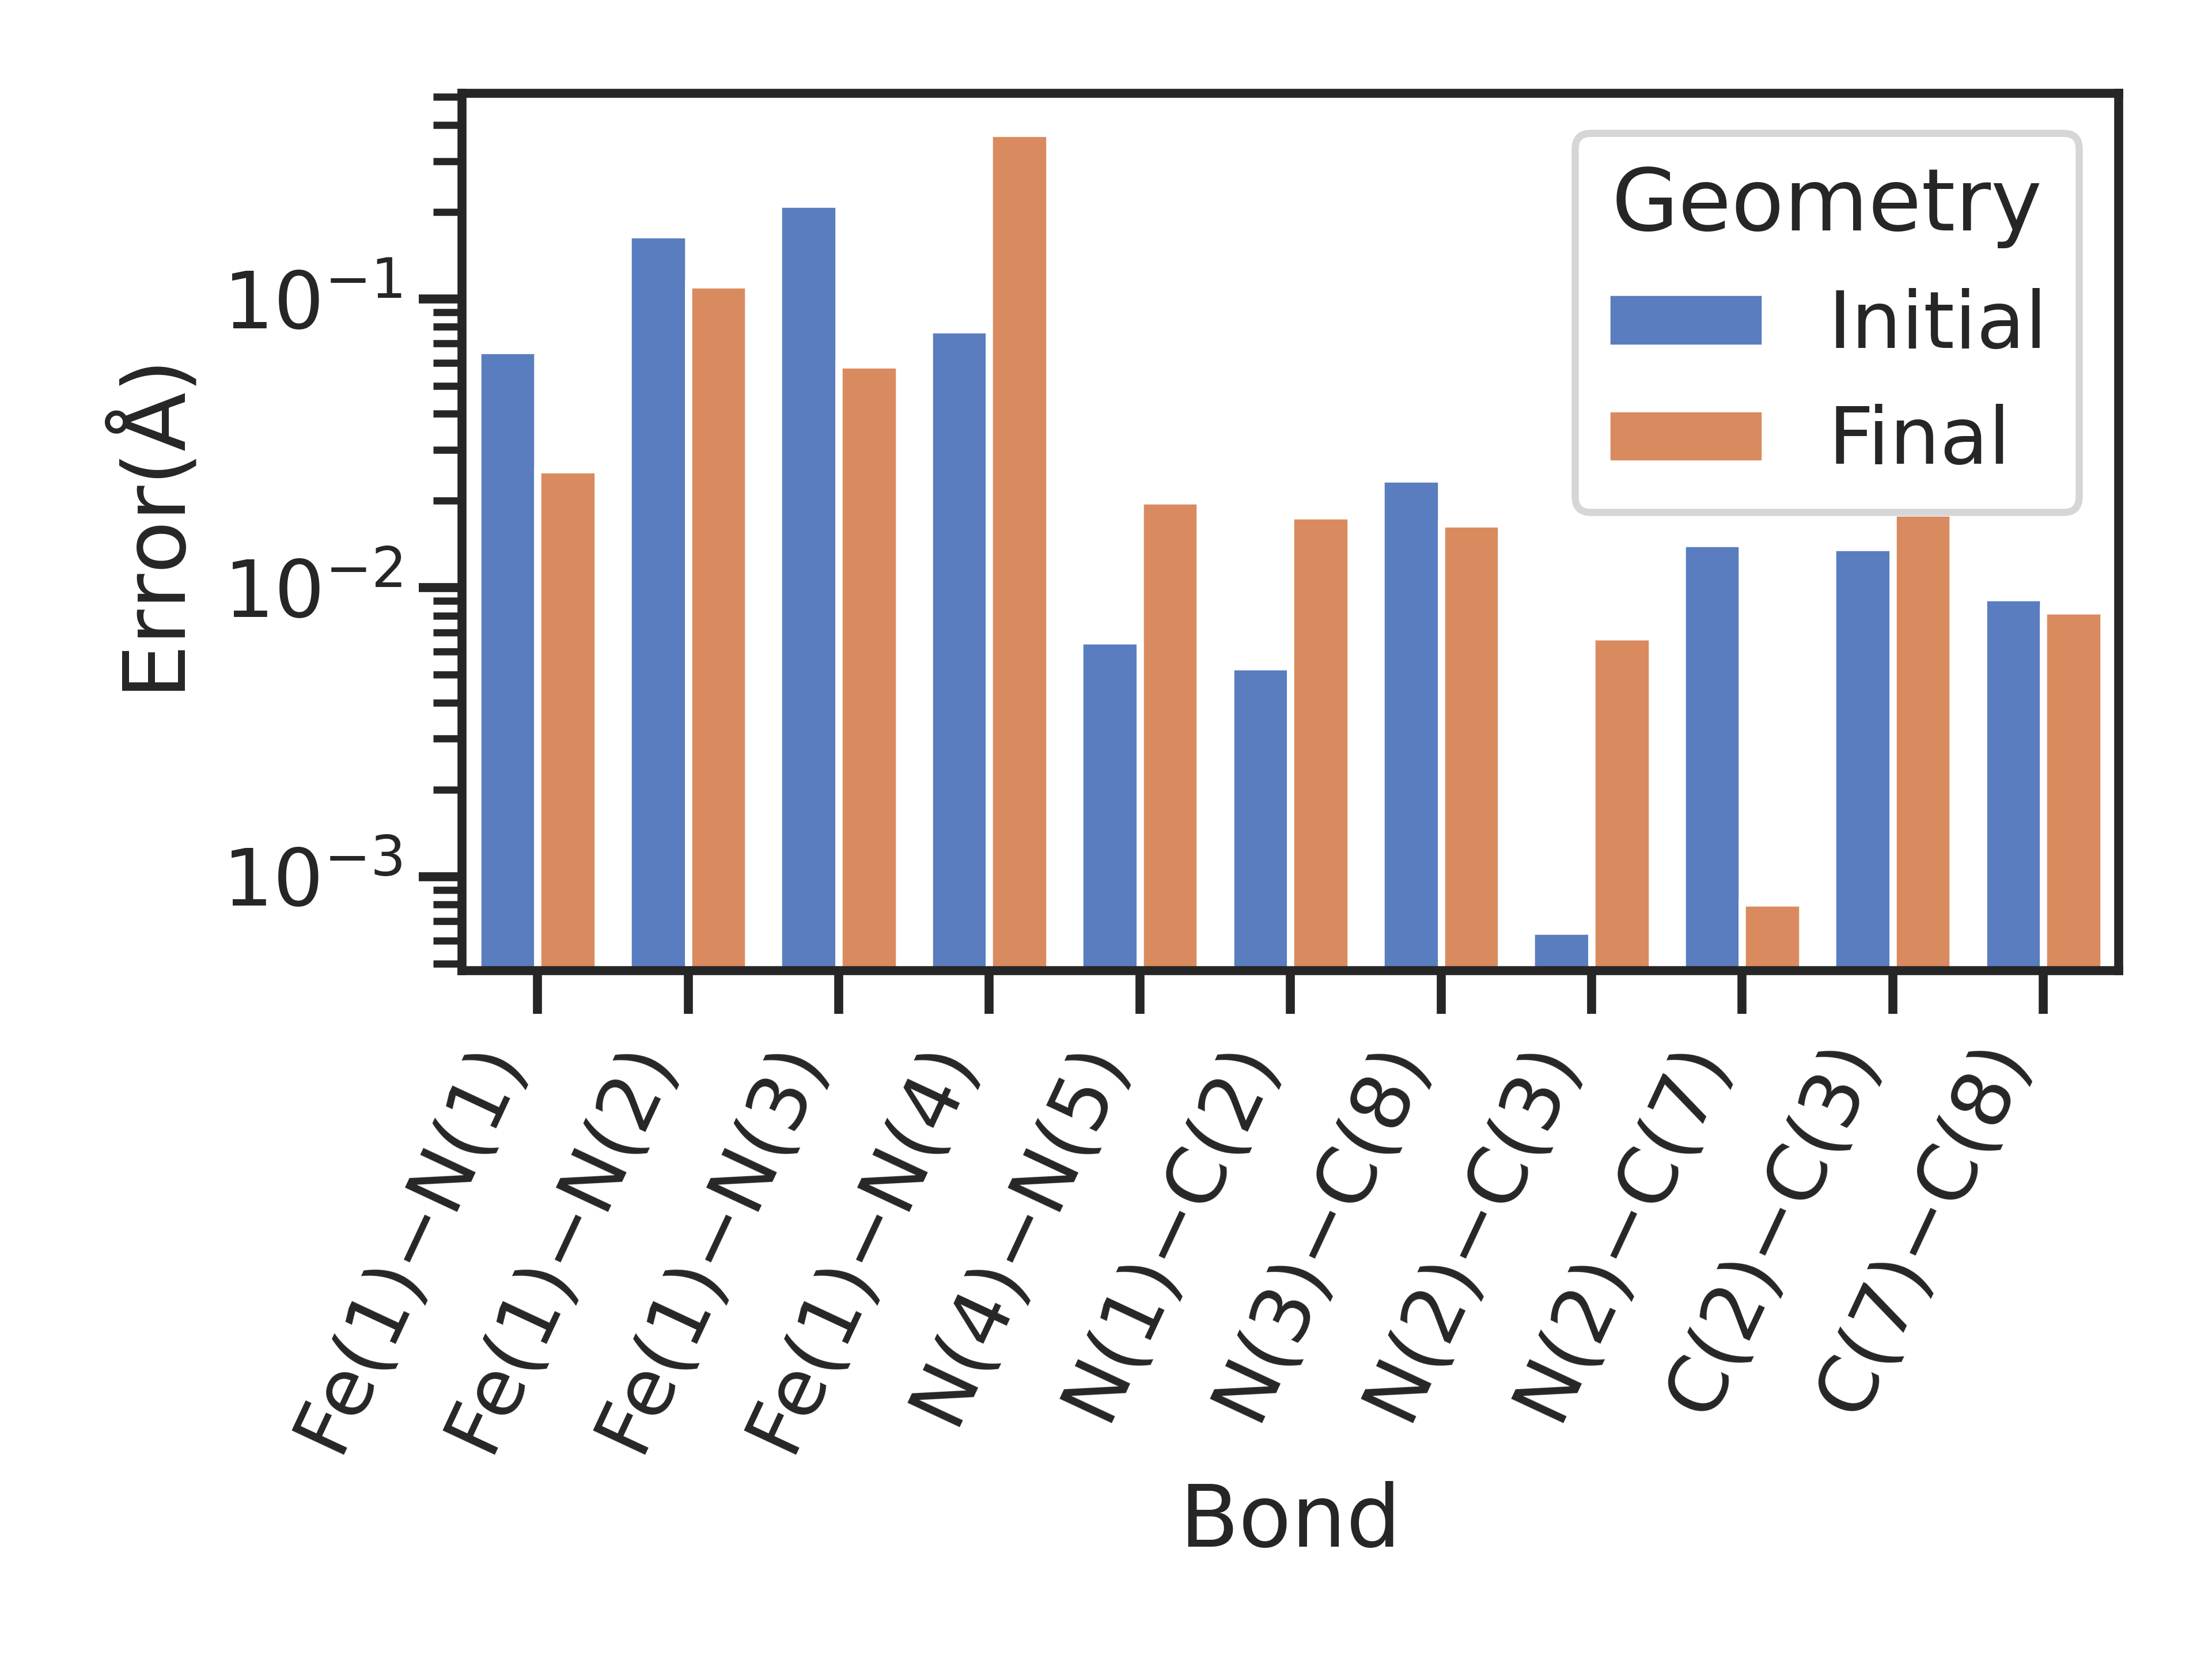 Geometry
Initial
Final
Error(Å)
10⁻¹
10⁻²
10⁻³
Fe(1)—N(1)
Fe(1)—N(2)
Fe(1)—N(3)
Fe(1)—N(4)
N(4)—N(5)
N(1)—C(2)
N(3)—C(8)
N(2)—C(3)
N(2)—C(7)
C(2)—C(3)
C(7)—C(8)
Bond